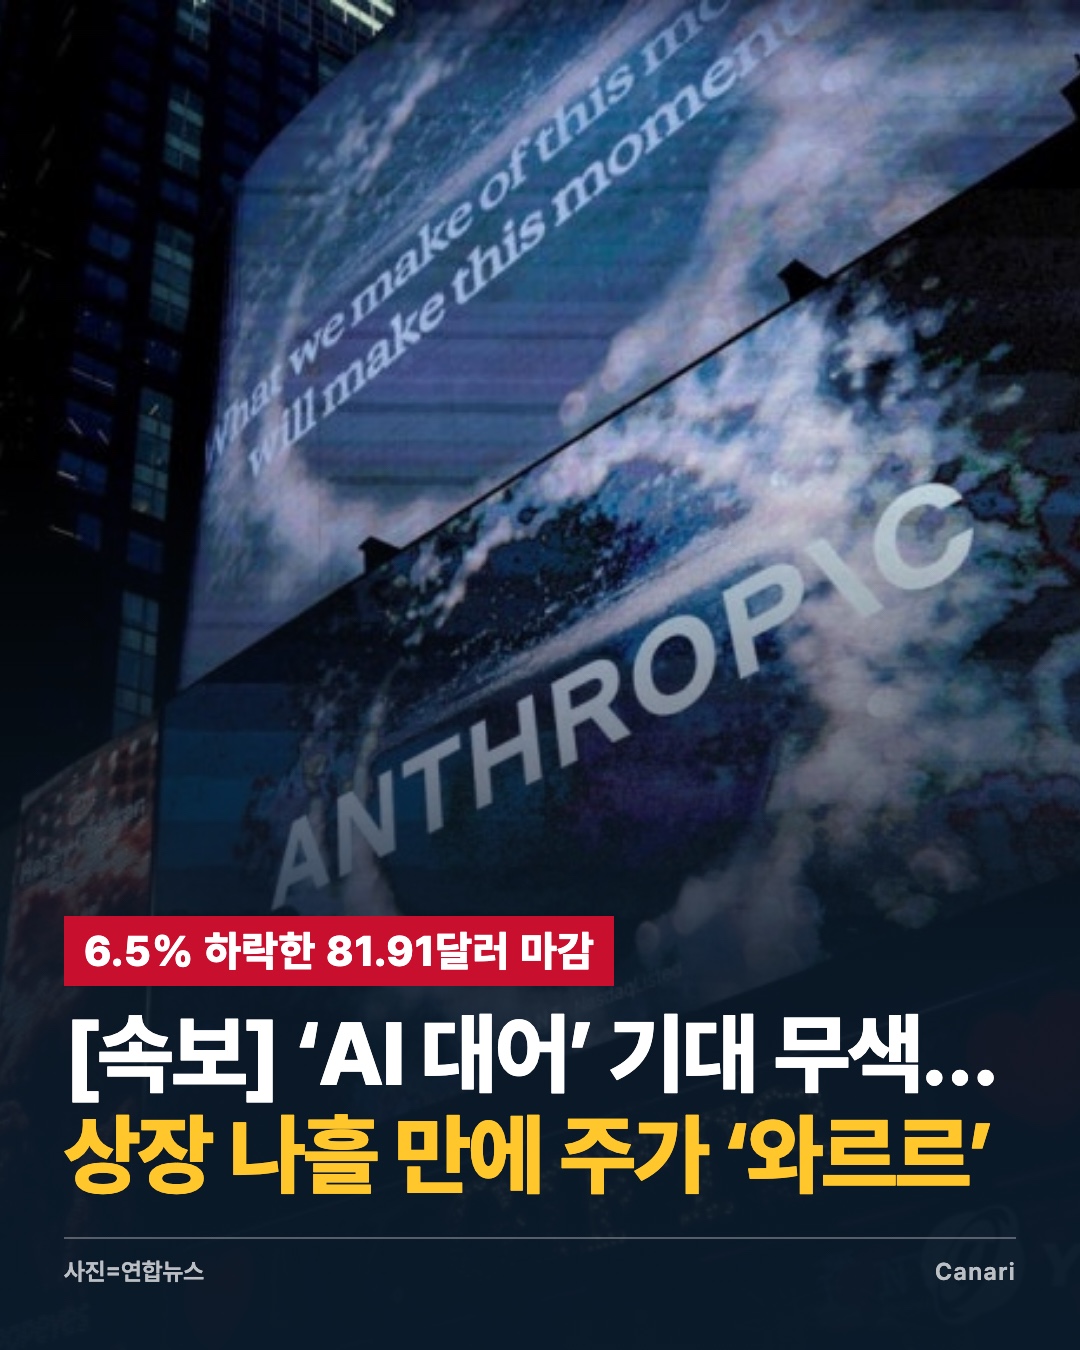 What we make of this mo
will make this moment
ANTHROP\C
6.5% 하락한 81.91달러 마감
[속보] ‘AI 대어’ 기대 무색...
상장 나흘 만에 주가 ‘와르르’
사진=연합뉴스
Canari